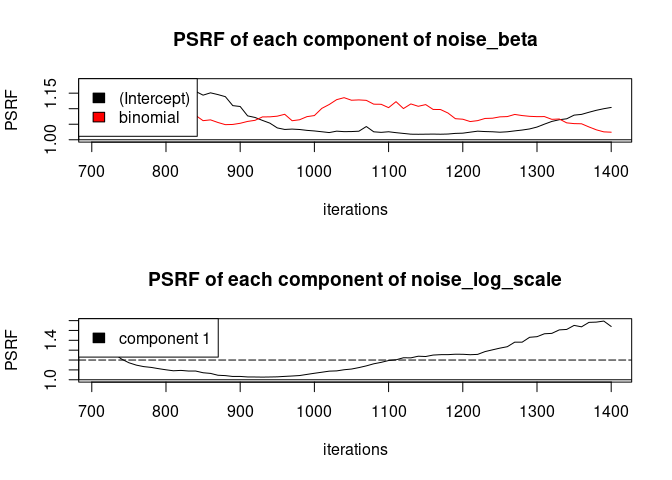 PSRF of each component of noise_beta
PSRF
1.00 1.15
(Intercept)
binomial
700 800 900 1000 1100 1200 1300 1400
iterations
PSRF of each component of noise_log_scale
PSRF
1.0 1.4
component 1
700 800 900 1000 1100 1200 1300 1400
iterations